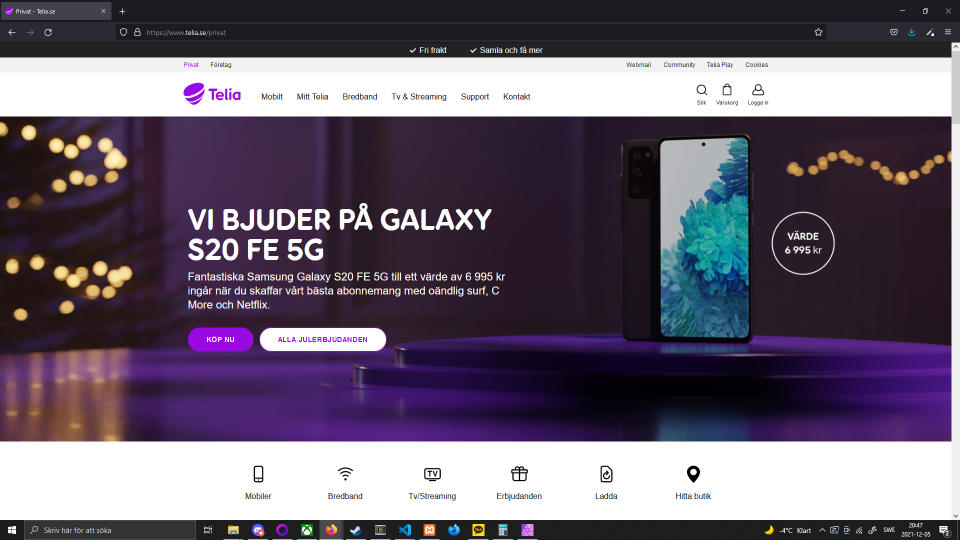 Privat - Telia.se
https://www.telia.se/privat
Fri frakt Samla och få mer
Privat Företag Webmail Community Telia Play Cookies
Telia Mobilt Mitt Telia Bredband Tv & Streaming Support Kontakt Sök Varukorg Logga in
VI BJUDER PÅ GALAXY
S20 FE 5G
Fantastiska Samsung Galaxy S20 FE 5G till ett värde av 6 995 kr
ingår när du skaffar vårt bästa abonnemang med oändlig surf, C
More och Netflix.
VÄRDE
6 995 kr
KÖP NU ALLA JULERBJUDANDEN
TV
Mobiler Bredband Tv/Streaming Erbjudanden Ladda Hitta butik
Skriv här för att söka -4°C Klart SWE 20:47
2021-12-05 2